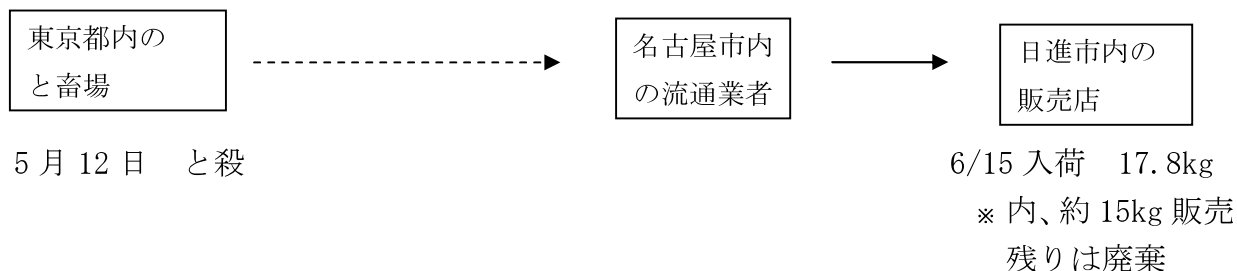 東京都内の
と畜場
5月12日 と殺
名古屋市内
の流通業者
日進市内の
販売店
6/15入荷 17.8kg
※ 内、約15kg販売
残りは廃棄